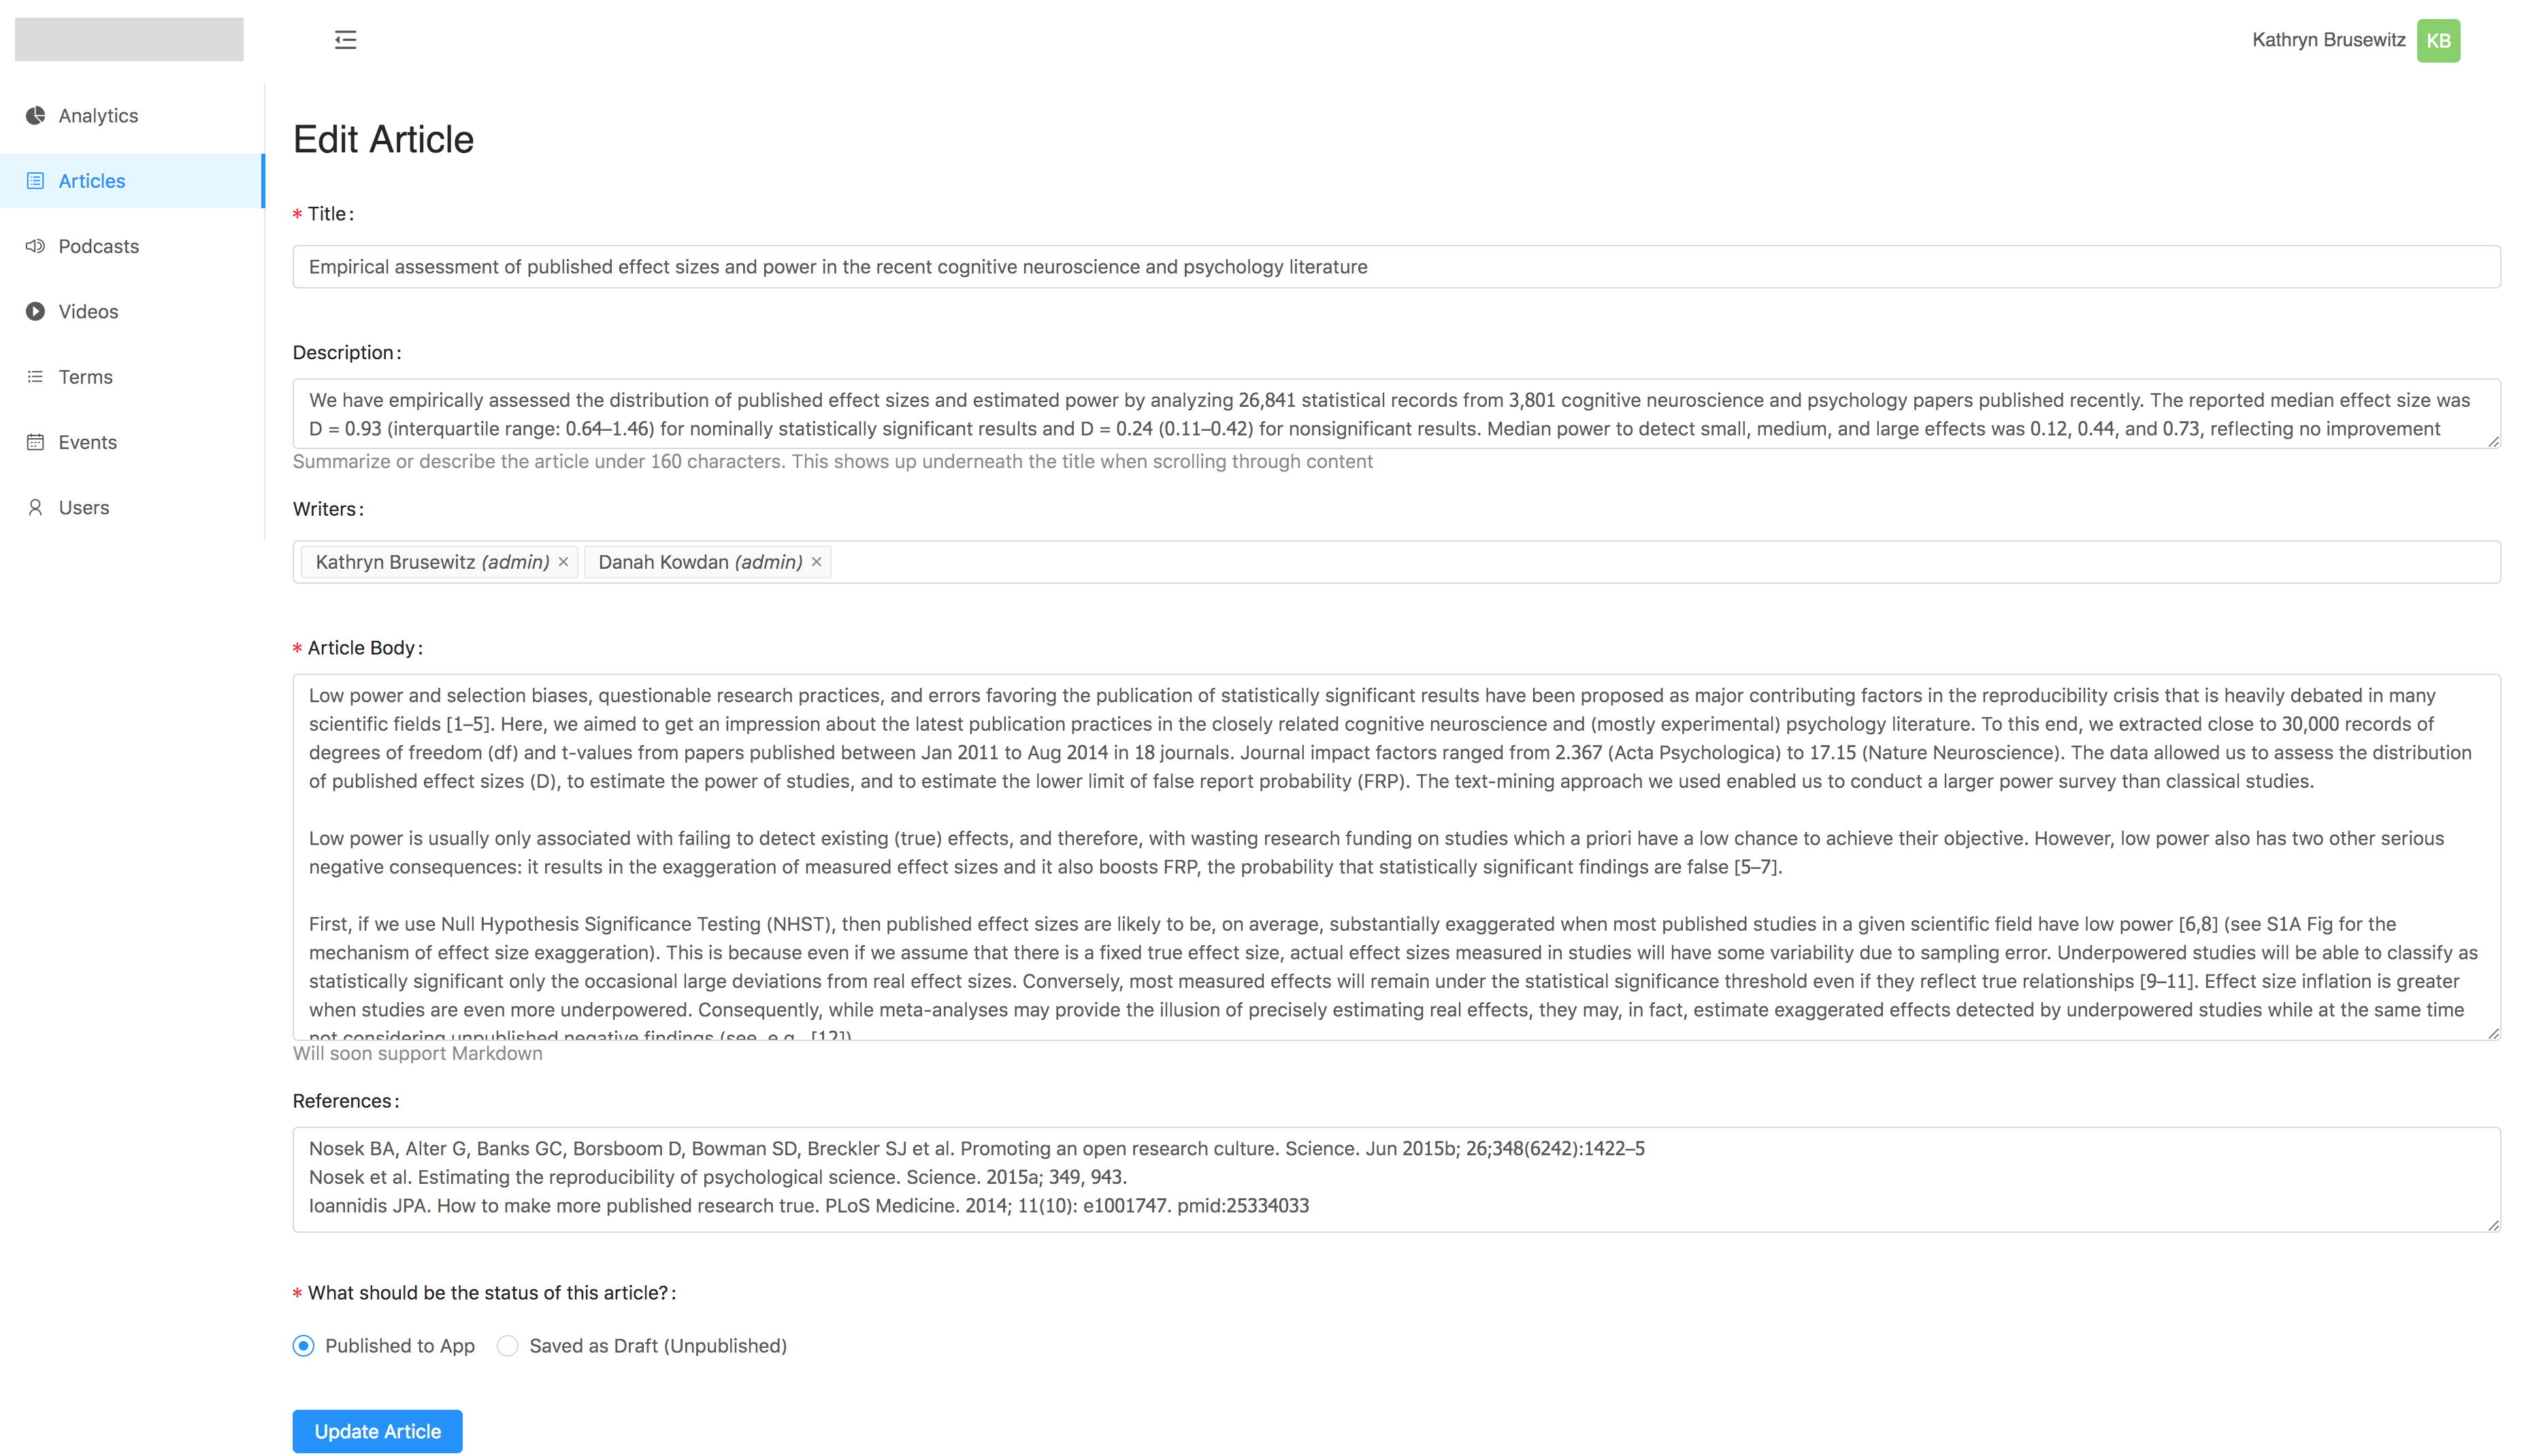 Kathryn Brusewitz
KB
Analytics
Articles
Podcasts
Videos
Terms
Events
Users
Edit Article
* Title:
Empirical assessment of published effect sizes and power in the recent cognitive neuroscience and psychology literature
Description:
We have empirically assessed the distribution of published effect sizes and estimated power by analyzing 26,841 statistical records from 3,801 cognitive neuroscience and psychology papers published recently. The reported median effect size was
D = 0.93 (interquartile range: 0.64–1.46) for nominally statistically significant results and D = 0.24 (0.11–0.42) for nonsignificant results. Median power to detect small, medium, and large effects was 0.12, 0.44, and 0.73, reflecting no improvement
Summarize or describe the article under 160 characters. This shows up underneath the title when scrolling through content
Writers:
Kathryn Brusewitz (admin) × Danah Kowdan (admin) ×
* Article Body:
Low power and selection biases, questionable research practices, and errors favoring the publication of statistically significant results have been proposed as major contributing factors in the reproducibility crisis that is heavily debated in many
scientific fields [1–5]. Here, we aimed to get an impression about the latest publication practices in the closely related cognitive neuroscience and (mostly experimental) psychology literature. To this end, we extracted close to 30,000 records of
degrees of freedom (df) and t-values from papers published between Jan 2011 to Aug 2014 in 18 journals. Journal impact factors ranged from 2.367 (Acta Psychologica) to 17.15 (Nature Neuroscience). The data allowed us to assess the distribution
of published effect sizes (D), to estimate the power of studies, and to estimate the lower limit of false report probability (FRP). The text-mining approach we used enabled us to conduct a larger power survey than classical studies.
Low power is usually only associated with failing to detect existing (true) effects, and therefore, with wasting research funding on studies which a priori have a low chance to achieve their objective. However, low power also has two other serious
negative consequences: it results in the exaggeration of measured effect sizes and it also boosts FRP, the probability that statistically significant findings are false [5–7].
First, if we use Null Hypothesis Significance Testing (NHST), then published effect sizes are likely to be, on average, substantially exaggerated when most published studies in a given scientific field have low power [6,8] (see S1A Fig for the
mechanism of effect size exaggeration). This is because even if we assume that there is a fixed true effect size, actual effect sizes measured in studies will have some variability due to sampling error. Underpowered studies will be able to classify as
statistically significant only the occasional large deviations from real effect sizes. Conversely, most measured effects will remain under the statistical significance threshold even if they reflect true relationships [9–11]. Effect size inflation is greater
when studies are even more underpowered. Consequently, while meta-analyses may provide the illusion of precisely estimating real effects, they may, in fact, estimate exaggerated effects detected by underpowered studies while at the same time
not considering unpublished negative findings (see, e.g., [12])
Will soon support Markdown
References:
Nosek BA, Alter G, Banks GC, Borsboom D, Bowman SD, Breckler SJ et al. Promoting an open research culture. Science. Jun 2015b; 26;348(6242):1422–5
Nosek et al. Estimating the reproducibility of psychological science. Science. 2015a; 349, 943.
Ioannidis JPA. How to make more published research true. PLoS Medicine. 2014; 11(10): e1001747. pmid:25334033
* What should be the status of this article?:
Published to App Saved as Draft (Unpublished)
Update Article